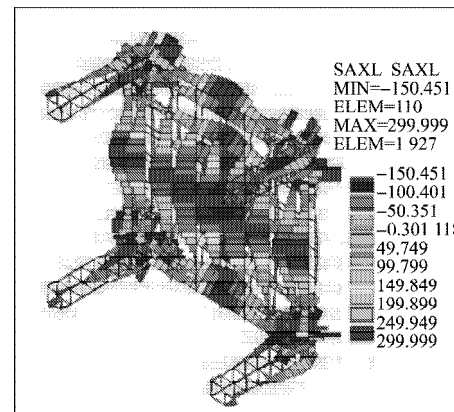 SAXL SAXL
MIN=−150.451
ELEM=110
MAX=299.999
ELEM=1 927
−150.451
−100.401
−50.351
−0.301 118
49.749
99.799
149.849
199.899
249.949
299.999